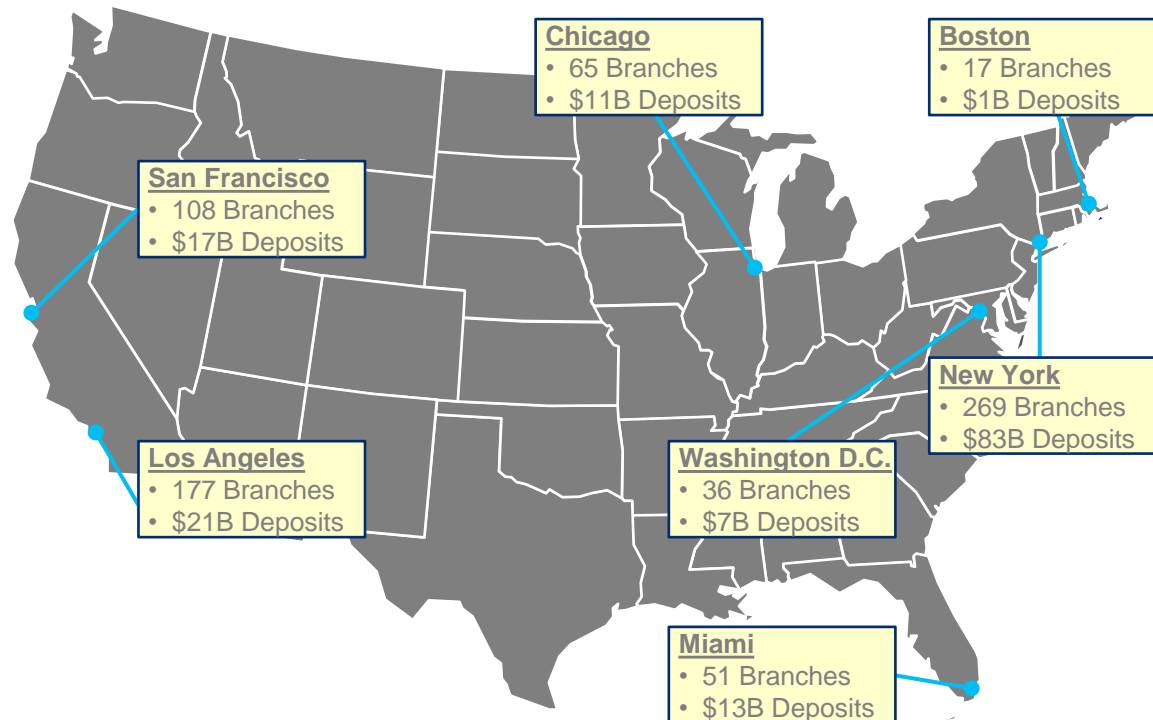 Chicago
• 65 Branches
• $11B Deposits
Boston
• 17 Branches
• $1B Deposits
San Francisco
• 108 Branches
• $17B Deposits
New York
• 269 Branches
• $83B Deposits
Los Angeles
• 177 Branches
• $21B Deposits
Washington D.C.
• 36 Branches
• $7B Deposits
Miami
• 51 Branches
• $13B Deposits